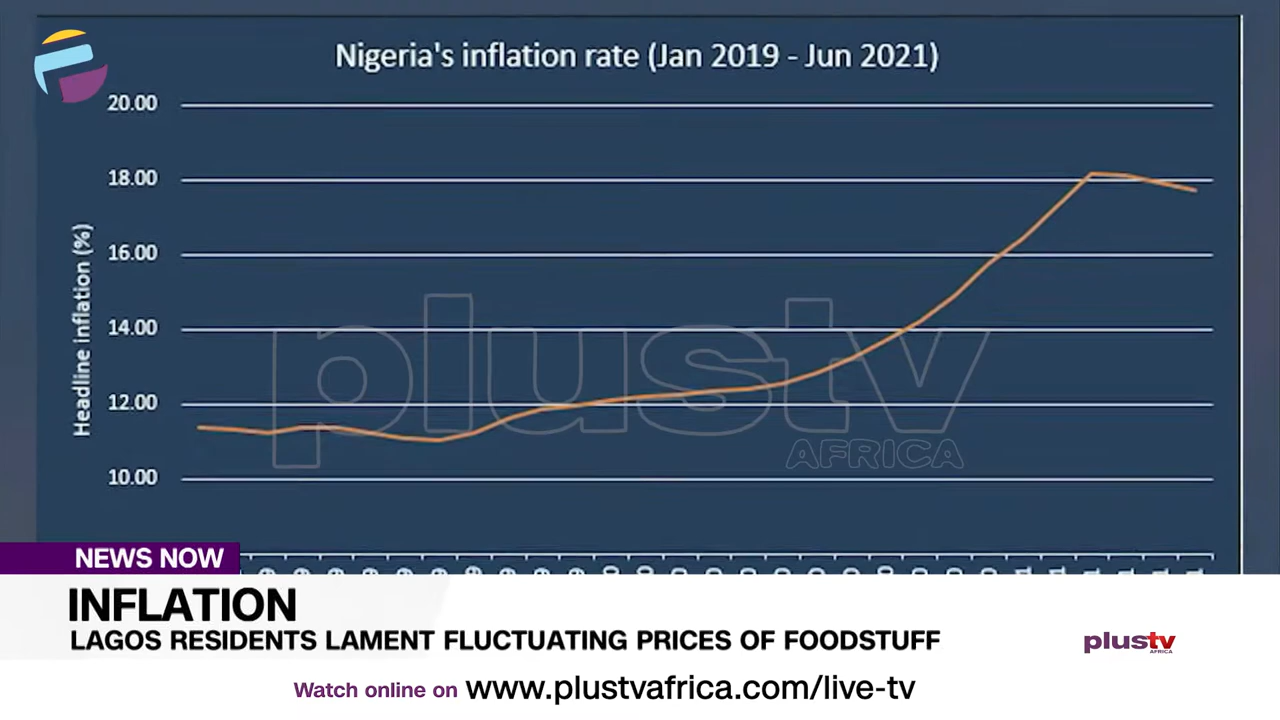 Nigeria's inflation rate (Jan 2019 - Jun 2021)
20.00
18.00
16.00
14.00
12.00
10.00
Headline inflation (%)
plustv
AFRICA
NEWS NOW
INFLATION
LAGOS RESIDENTS LAMENT FLUCTUATING PRICES OF FOODSTUFF
plustv
AFRICA
Watch online on www.plustvafrica.com/live-tv